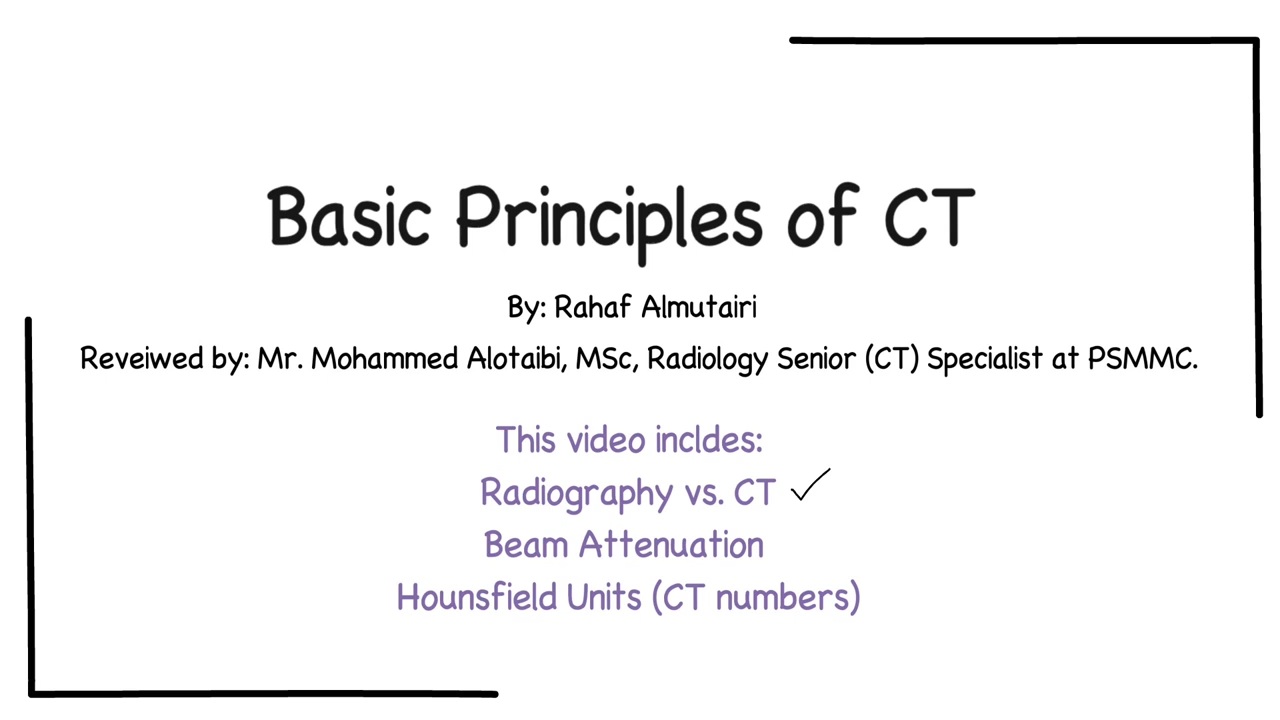 Basic Principles of CT
By: Rahaf Almutairi
Reveiwed by: Mr. Mohammed Alotaibi, MSc, Radiology Senior (CT) Specialist at PSMMC.
This video incldes:
Radiography vs. CT ✓
Beam Attenuation
Hounsfield Units (CT numbers)